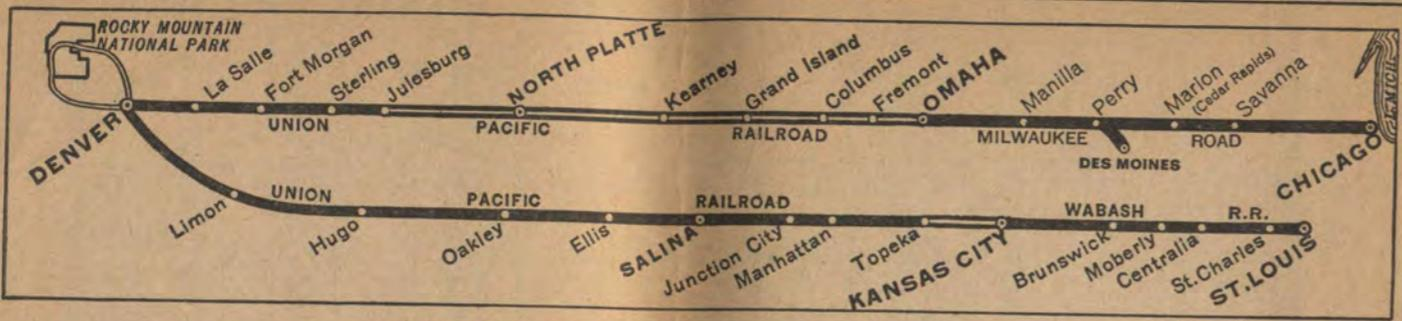 ROCKY MOUNTAIN
NATIONAL PARK
DENVER
La Salle
Fort Morgan
Sterling
Julesburg
NORTH PLATTE
Kearney
Grand Island
Columbus
Fremont
OMAHA
Manilla
Perry
Marion
(Cedar Rapids)
Savanna
CHICAGO
UNION PACIFIC RAILROAD
MILWAUKEE ROAD
DES MOINES
Limon
Hugo
Oakley
Ellis
SALINA
Junction City
Manhattan
Topeka
KANSAS CITY
Brunswick
Moberly
Centralia
St. Charles
ST. LOUIS
UNION PACIFIC RAILROAD
WABASH R.R.